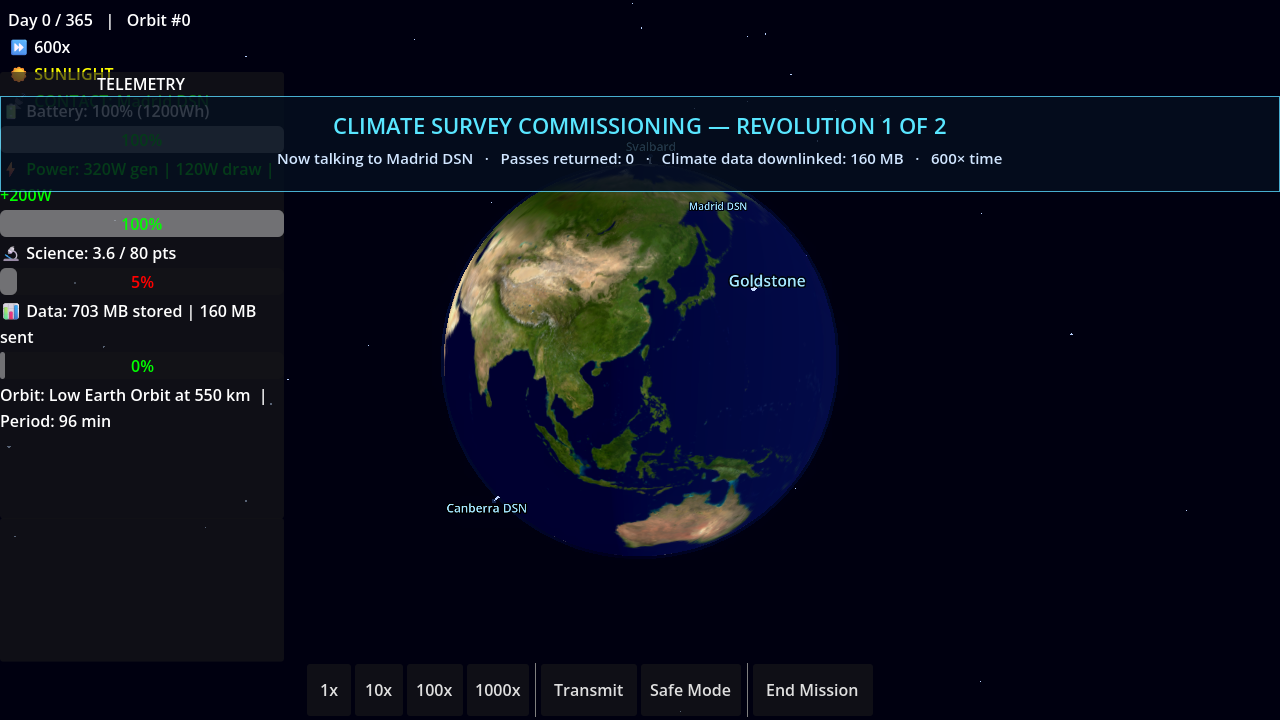 Day 0 / 365 | Orbit #0
600x
SUNLIGHT
TELEMETRY
CONTACT: Madrid DSN
Battery: 100% (1200Wh)
100%
CLIMATE SURVEY COMMISSIONING — REVOLUTION 1 OF 2
Svalbard
Now talking to Madrid DSN · Passes returned: 0 · Climate data downlinked: 160 MB · 600× time
Power: 320W gen | 120W draw |
+200W
100%
Madrid DSN
Science: 3.6 / 80 pts
5%
Goldstone
Data: 703 MB stored | 160 MB
sent
0%
Orbit: Low Earth Orbit at 550 km |
Period: 96 min
Canberra DSN
1x
10x
100x
1000x
Transmit
Safe Mode
End Mission